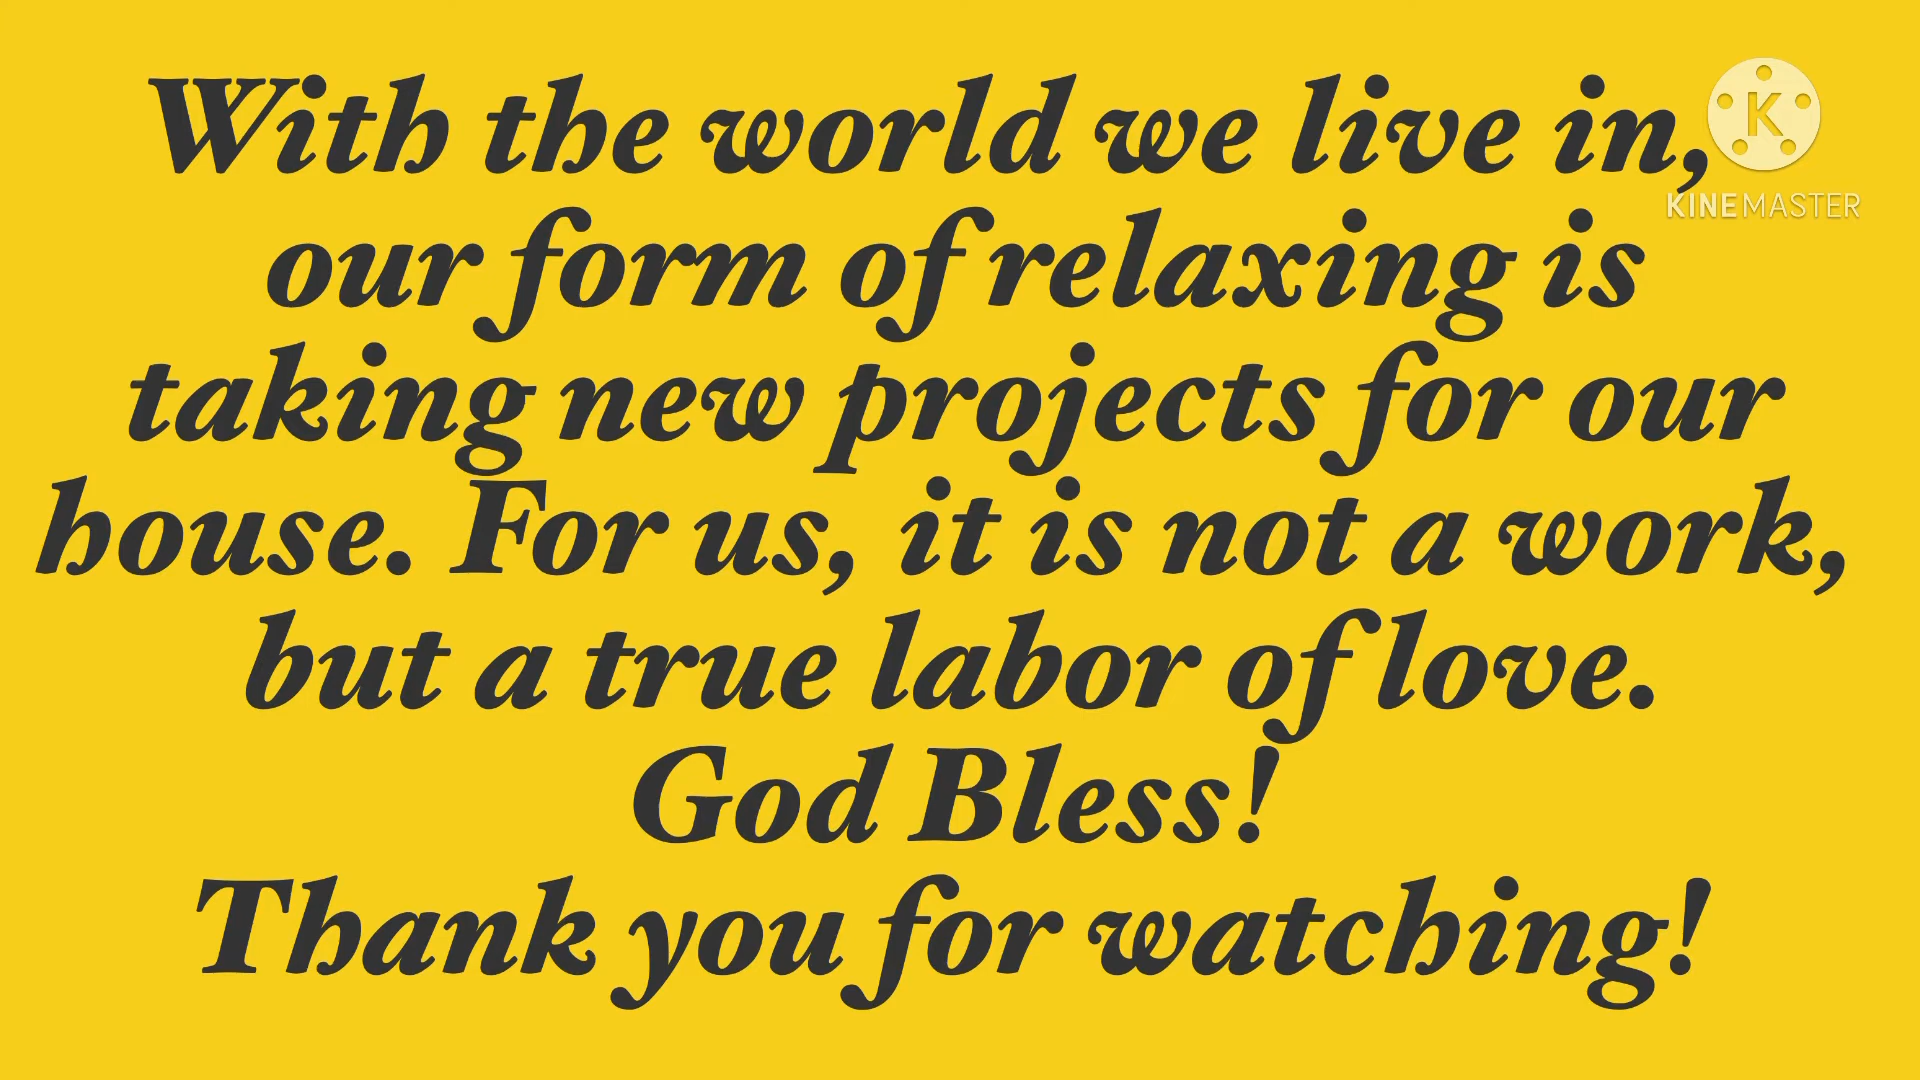 With the world we live in,
K
KINEMASTER
our form of relaxing is
taking new projects for our
house. For us, it is not a work,
but a true labor of love.
God Bless!
Thank you for watching!